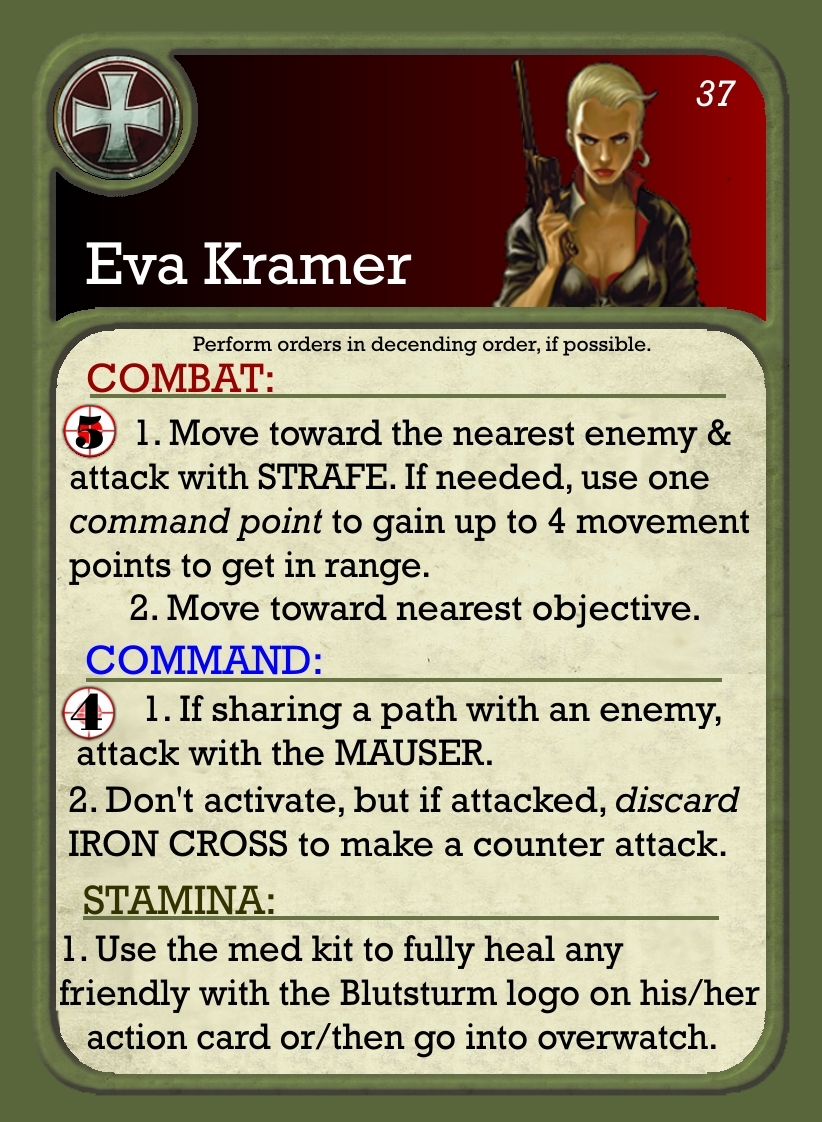 37
Eva Kramer
Perform orders in decending order, if possible.
COMBAT:
5 1. Move toward the nearest enemy &
attack with STRAFE. If needed, use one
command point to gain up to 4 movement
points to get in range.
2. Move toward nearest objective.
COMMAND:
4 1. If sharing a path with an enemy,
attack with the MAUSER.
2. Don't activate, but if attacked, discard
IRON CROSS to make a counter attack.
STAMINA:
1. Use the med kit to fully heal any
friendly with the Blutsturm logo on his/her
action card or/then go into overwatch.